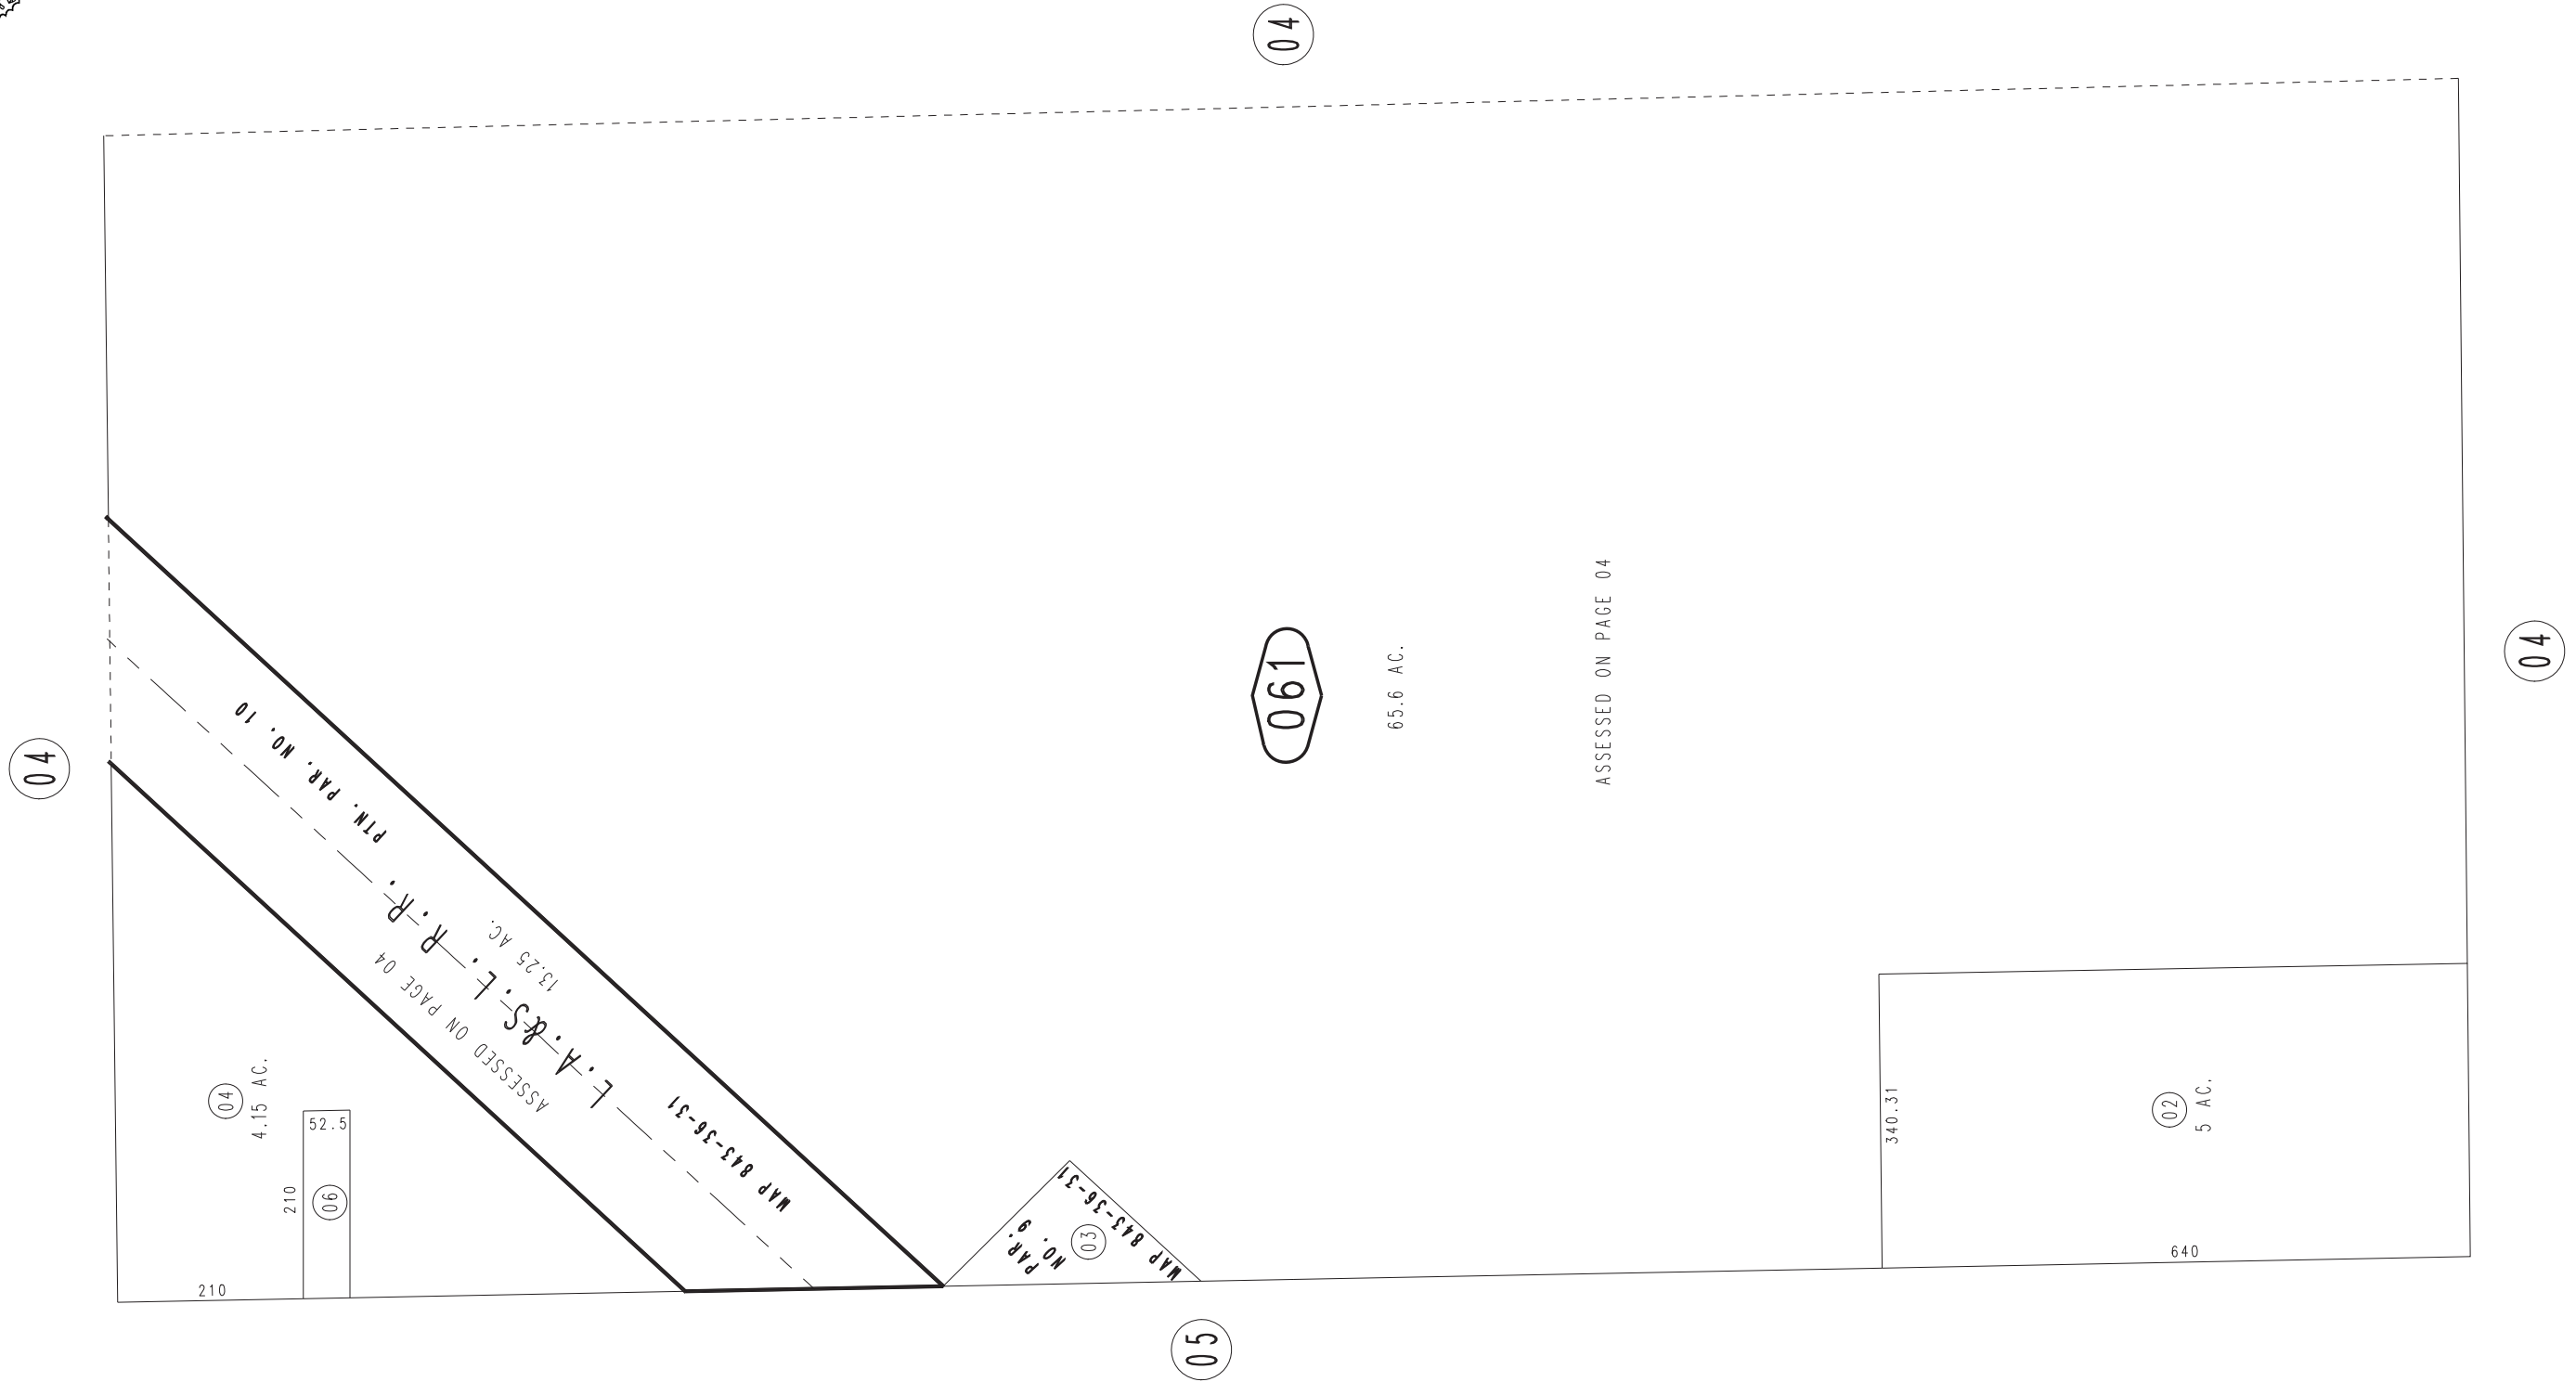 04
04
04
05
061
65.6 AC.
ASSESSED ON PAGE 04
PTN. PAR. NO. 10
L.A.&S.L. R.R.
13.25 AC.
ASSESSED ON PAGE 04
MAP 843-36-31
04
4.15 AC.
52.5
210
06
210
PAR.
NO. 9
03
MAP 843-36-31
340.31
02
5 AC.
640